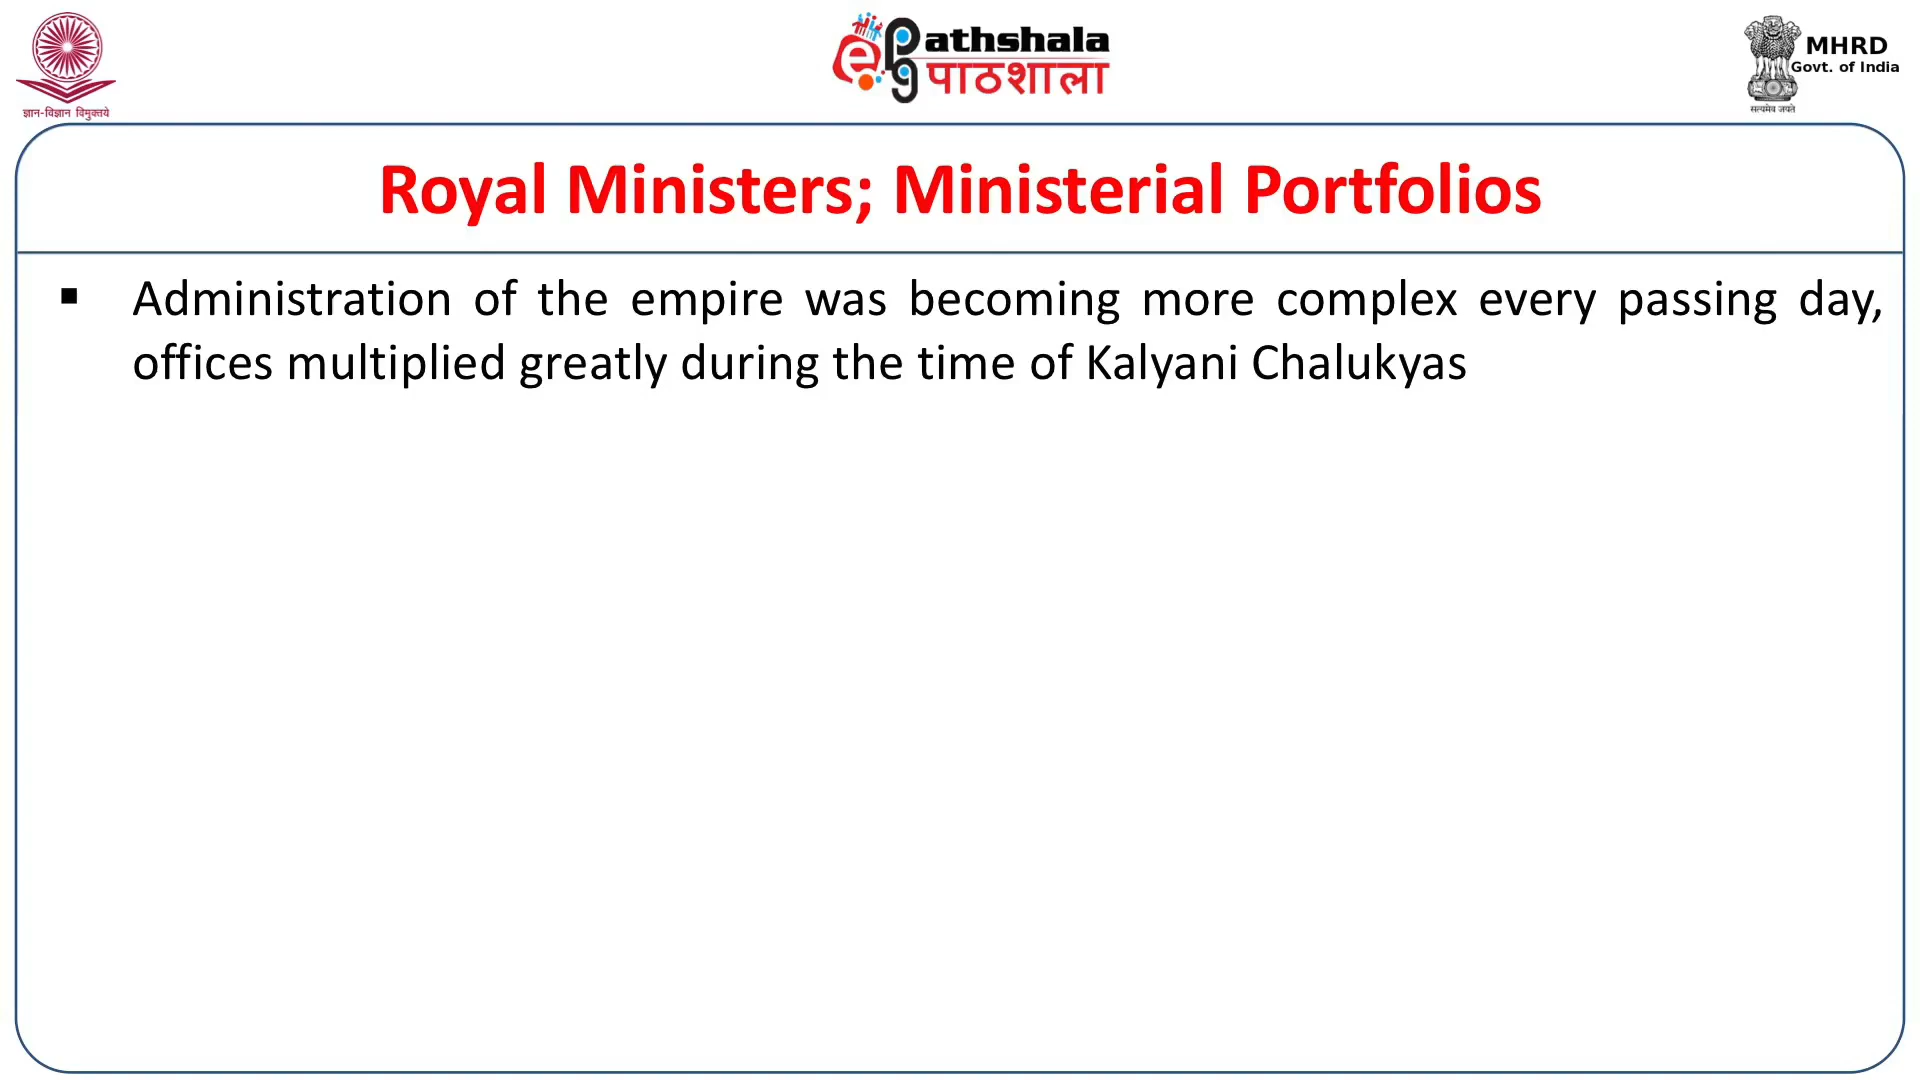 ज्ञान-विज्ञान विमुक्तये
ePathshala
pg पाठशाला
MHRD
Govt. of India
सत्यमेव जयते
Royal Ministers; Ministerial Portfolios
▪ Administration of the empire was becoming more complex every passing day,
offices multiplied greatly during the time of Kalyani Chalukyas